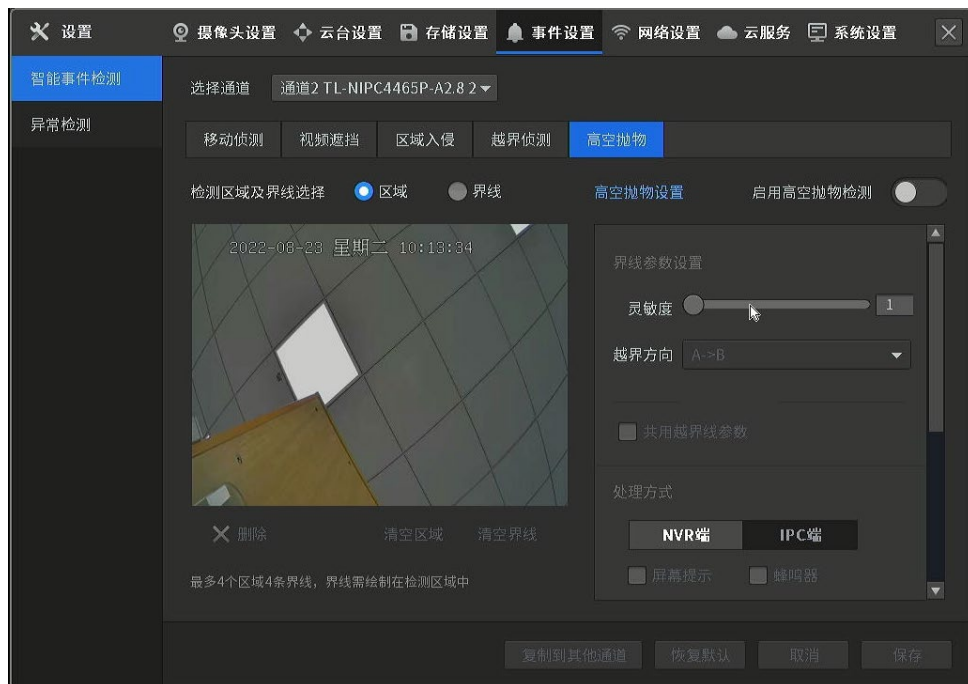 设置 摄像头设置 云台设置 存储设置 事件设置 网络设置 云服务 系统设置
智能事件检测
异常检测
选择通道 通道2 TL-NIPC4465P-A2.8 2
移动侦测 视频遮挡 区域入侵 越界侦测 高空抛物
检测区域及界线选择 区域 界线 高空抛物设置 启用高空抛物检测
2022-08-23 星期二 10:13:34
界线参数设置
灵敏度 1
越界方向 A->B
共用越界线参数
处理方式
删除 清空区域 清空界线
NVR端 IPC端
最多4个区域4条界线，界线需绘制在检测区域中
屏幕提示 蜂鸣器
复制到其他通道 恢复默认 取消 保存